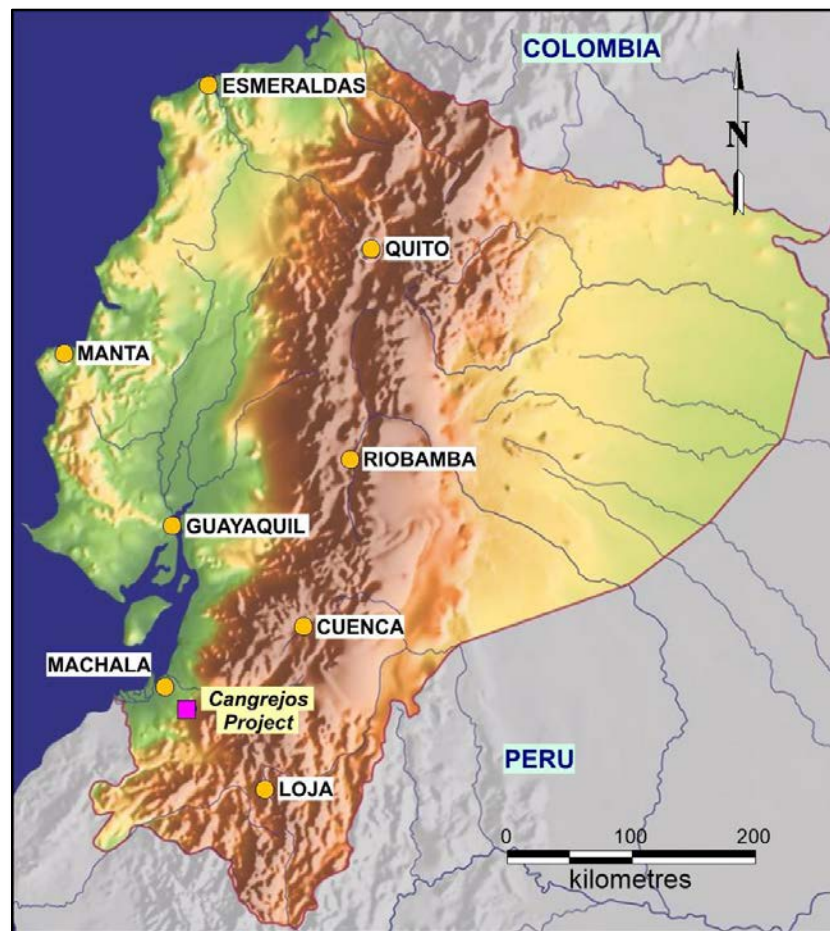 COLOMBIA
ESMERALDAS
N
QUITO
MANTA
RIOBAMBA
GUAYAQUIL
CUENCA
MACHALA
Cangrejos
Project
PERU
LOJA
0 100 200
kilometres